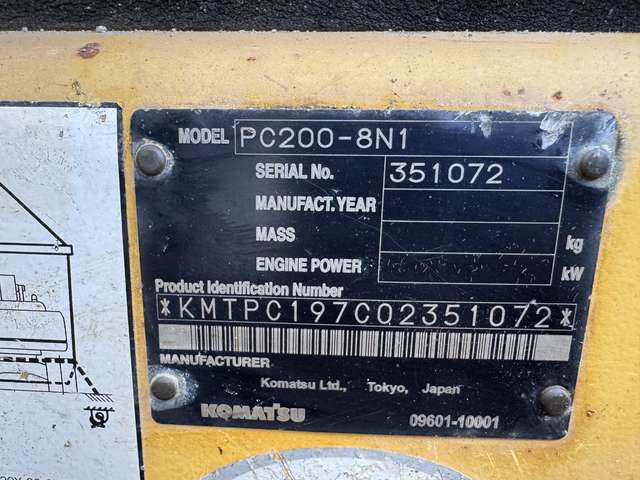 MODEL PC200-8N1
SERIAL No. 351072
MANUFACT.YEAR
MASS kg
ENGINE POWER kW
Product Identification Number
*KMTPC197C02351072*
MANUFACTURER
Komatsu Ltd., Tokyo, Japan
KOMATSU 09601-10001